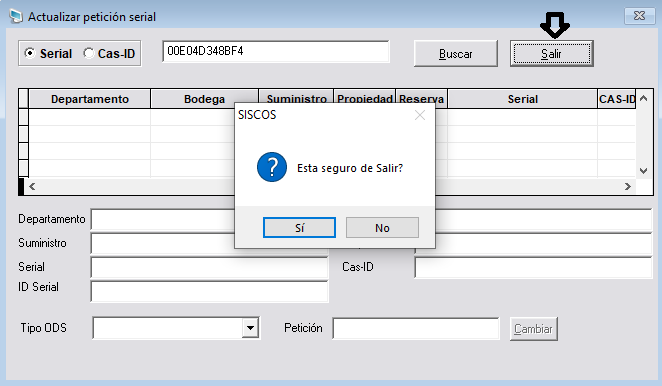 Actualizar petición serial
Serial Cas-ID 00E04D348BF4 Buscar Salir
Departamento Bodega Suministro Propiedad Reserva Serial CAS-ID
SISCOS
Esta seguro de Salir?
Sí No
Departamento
Suministro
Serial Cas-ID
ID Serial
Tipo ODS Petición Cambiar